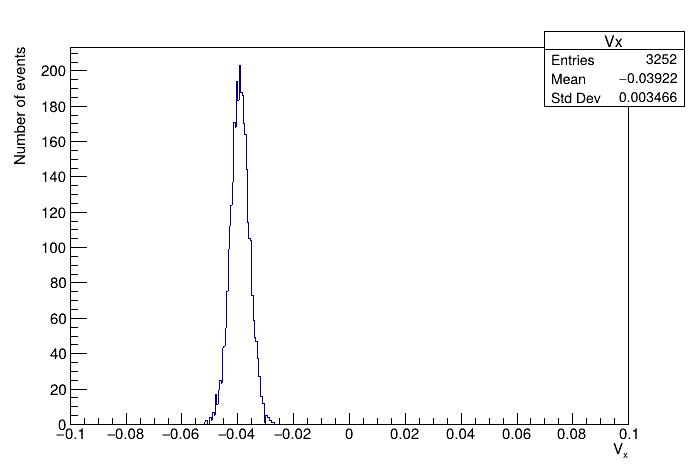 Vx
Entries 3252
Mean −0.03922
Std Dev 0.003466
Number of events
200
180
160
140
120
100
80
60
40
20
0
−0.1 −0.08 −0.06 −0.04 −0.02 0 0.02 0.04 0.06 0.08 0.1
Vx